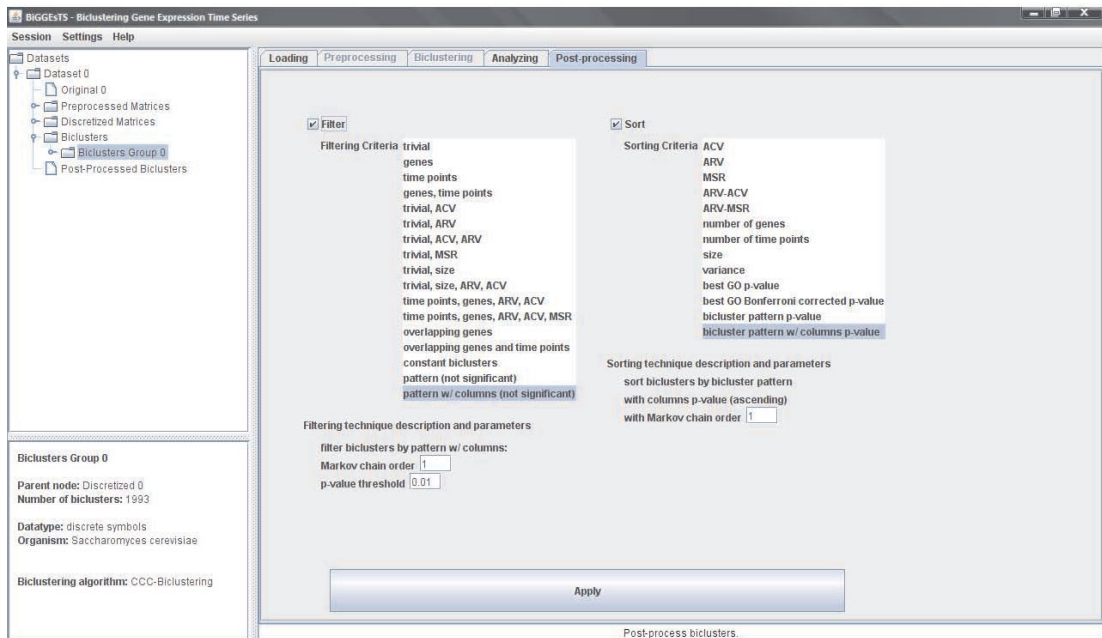 BiGGEsTS - Biclustering Gene Expression Time Series
Session Settings Help
Datasets
Dataset 0
Original 0
Preprocessed Matrices
Discretized Matrices
Biclusters
Biclusters Group 0
Post-Processed Biclusters
Biclusters Group 0
Parent node: Discretized 0
Number of biclusters: 1993
Datatype: discrete symbols
Organism: Saccharomyces cerevisiae
Biclustering algorithm: CCC-Biclustering
Loading Preprocessing Biclustering Analyzing Post-processing
Filter
Filtering Criteria trivial
genes
time points
genes, time points
trivial, ACV
trivial, ARV
trivial, ACV, ARV
trivial, MSR
trivial, size
trivial, size, ARV, ACV
time points, genes, ARV, ACV
time points, genes, ARV, ACV, MSR
overlapping genes
overlapping genes and time points
constant biclusters
pattern (not significant)
pattern w/ columns (not significant)
Filtering technique description and parameters
filter biclusters by pattern w/ columns:
Markov chain order 1
p-value threshold 0.01
Sort
Sorting Criteria ACV
ARV
MSR
ARV-ACV
ARV-MSR
number of genes
number of time points
size
variance
best GO p-value
best GO Bonferroni corrected p-value
bicluster pattern p-value
bicluster pattern w/ columns p-value
Sorting technique description and parameters
sort biclusters by bicluster pattern
with columns p-value (ascending)
with Markov chain order 1
Apply
Post-process biclusters.